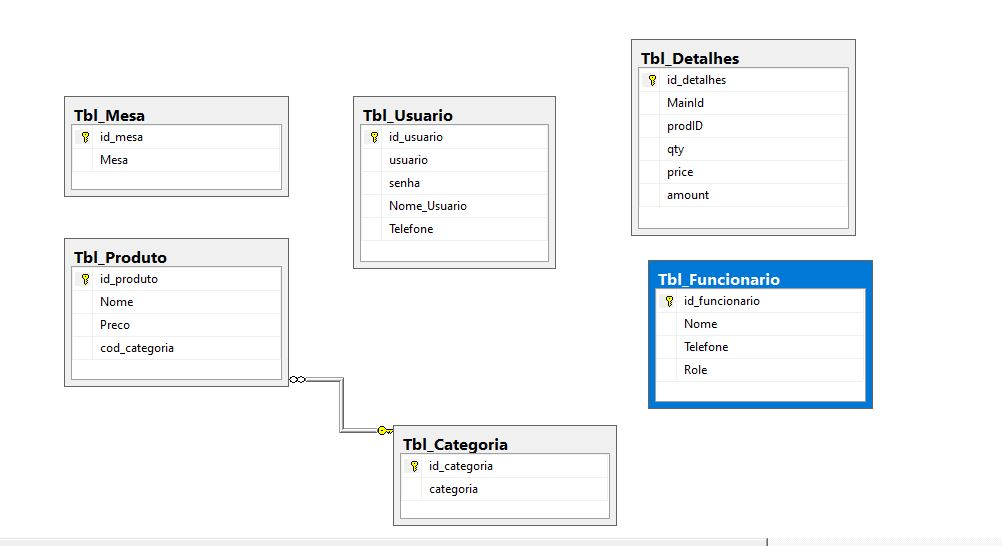 Tbl_Mesa
id_mesa
Mesa
Tbl_Usuario
id_usuario
usuario
senha
Nome_Usuario
Telefone
Tbl_Detalhes
id_detalhes
MainId
prodID
qty
price
amount
Tbl_Produto
id_produto
Nome
Preco
cod_categoria
Tbl_Funcionario
id_funcionario
Nome
Telefone
Role
Tbl_Categoria
id_categoria
categoria